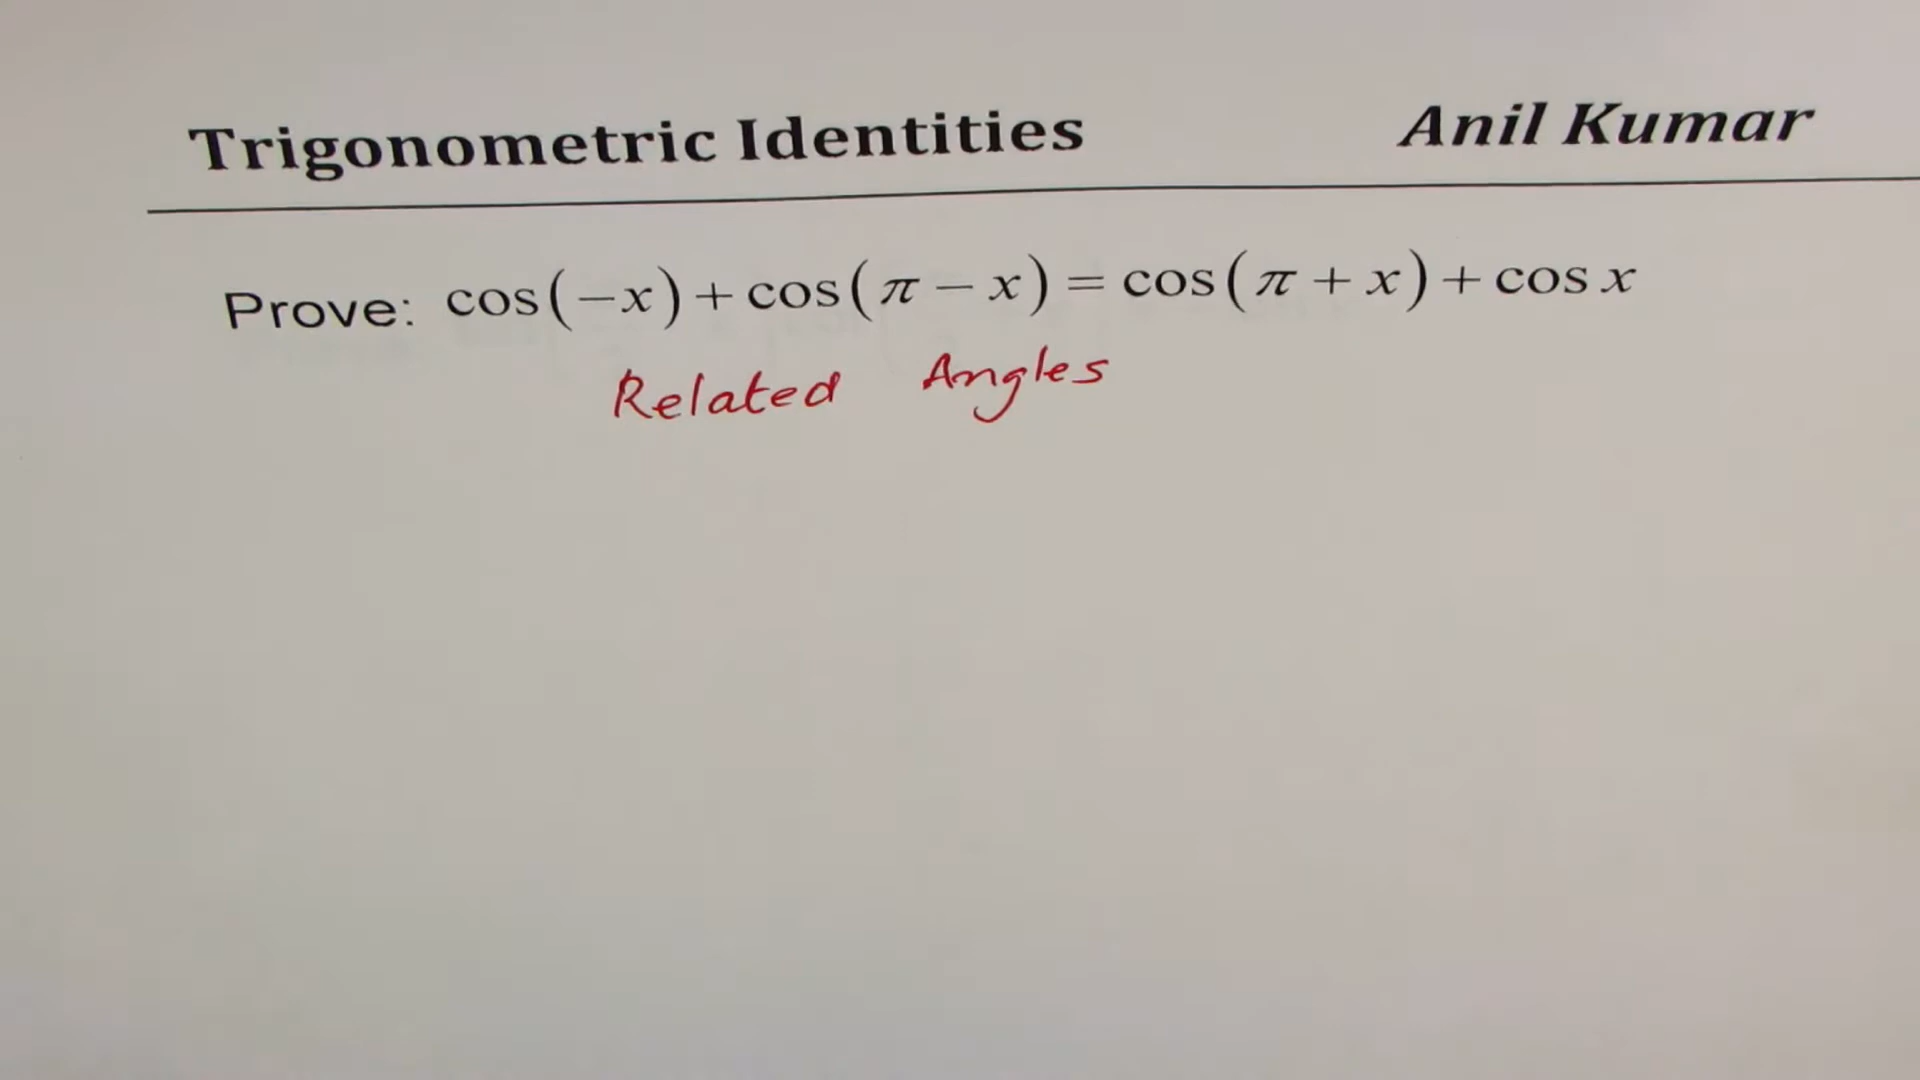 Trigonometric Identities Anil Kumar
Prove: cos(−x)+cos(π−x)=cos(π+x)+cos x
Related Angles